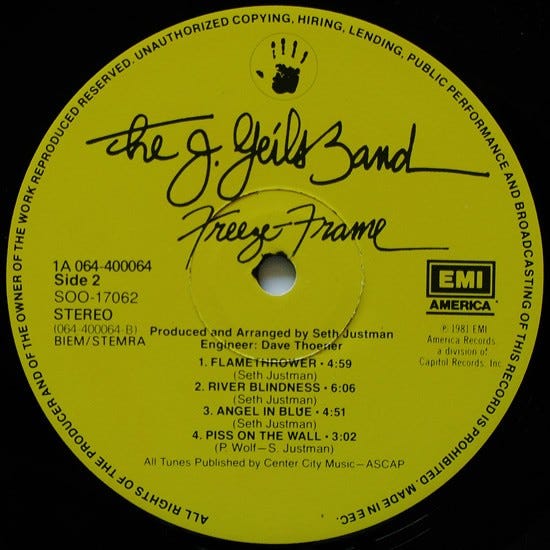 ALL RIGHTS OF THE PRODUCER AND OF THE OWNER OF THE WORK REPRODUCED RESERVED. UNAUTHORIZED COPYING, HIRING, LENDING, PUBLIC PERFORMANCE AND BROADCASTING OF THIS RECORD IS PROHIBITED. MADE IN EEC.
The J. Geils Band
Freeze-Frame
1A 064-400064
Side 2
SOO-17062
STEREO
(064-400064-B)
BIEM/STEMRA
EMI
AMERICA
℗ 1981 EMI
America Records
a division of
Capitol Records, Inc
Produced and Arranged by Seth Justman
Engineer: Dave Thoener
1. FLAMETHROWER • 4:59
(Seth Justman)
2. RIVER BLINDNESS • 6:06
(Seth Justman)
3. ANGEL IN BLUE • 4:51
(Seth Justman)
4. PISS ON THE WALL • 3:02
(P. Wolf—S. Justman)
All Tunes Published by Center City Music—ASCAP